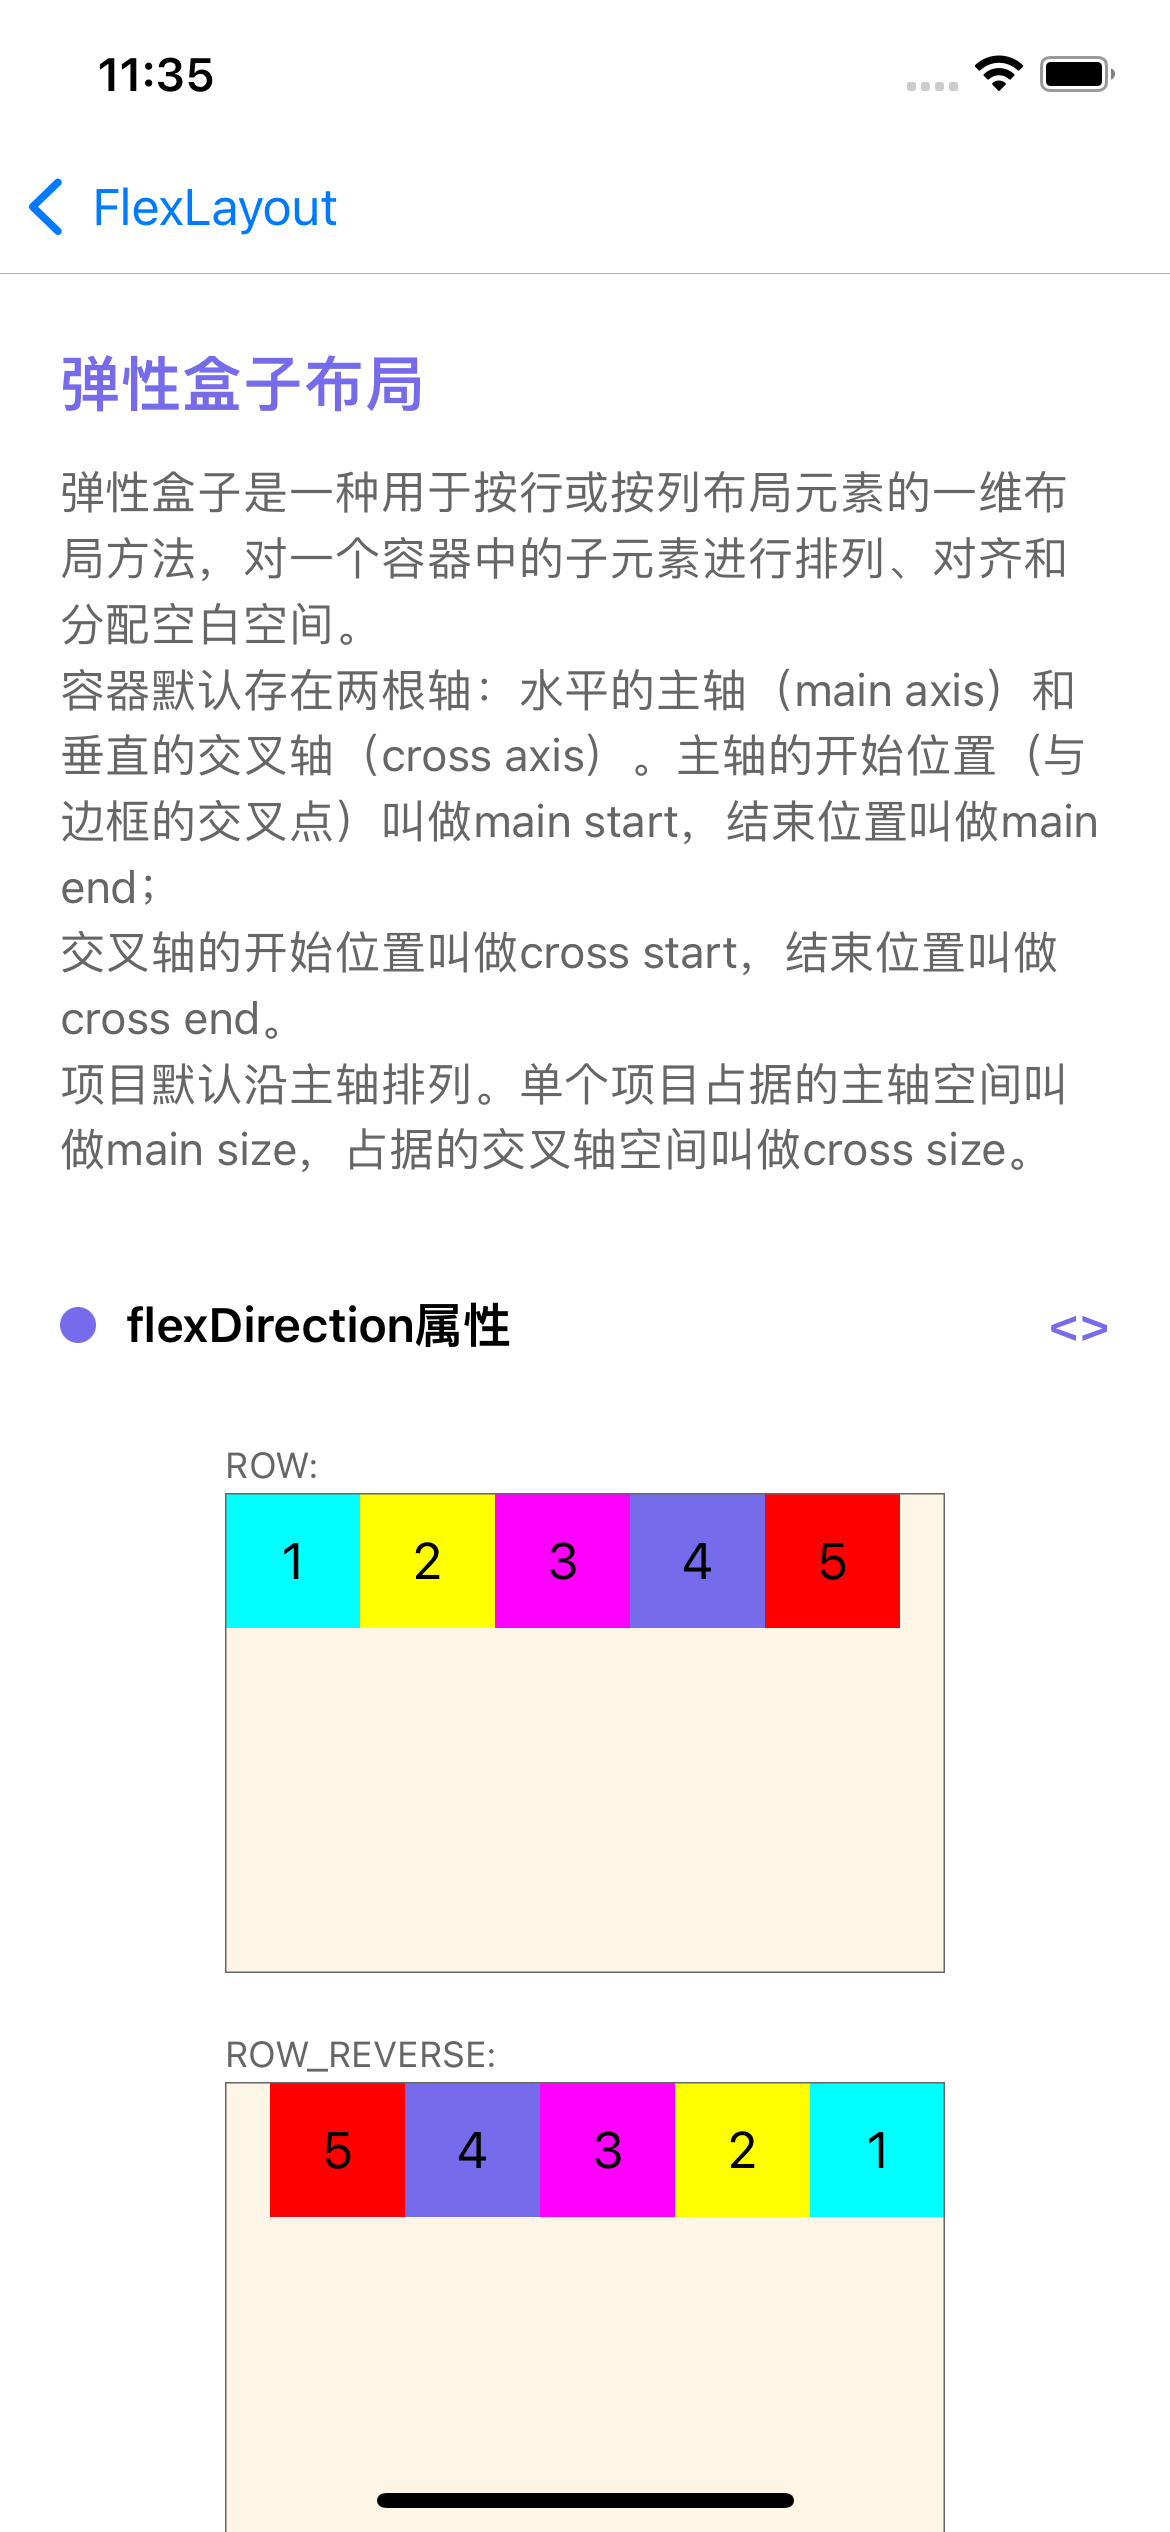 11:35
FlexLayout
弹性盒子布局
弹性盒子是一种用于按行或按列布局元素的一维布
局方法，对一个容器中的子元素进行排列、对齐和
分配空白空间。
容器默认存在两根轴：水平的主轴（main axis）和
垂直的交叉轴（cross axis）。主轴的开始位置（与
边框的交叉点）叫做main start，结束位置叫做main
end；
交叉轴的开始位置叫做cross start，结束位置叫做
cross end。
项目默认沿主轴排列。单个项目占据的主轴空间叫
做main size，占据的交叉轴空间叫做cross size。
flexDirection属性 <>
ROW:
1 2 3 4 5
ROW_REVERSE:
5 4 3 2 1